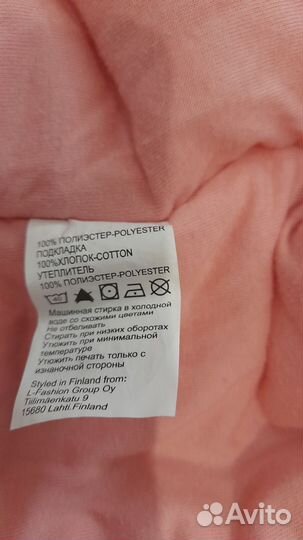 100% ПОЛИЭСТЕР-POLYESTER
ПОДКЛАДКА
100%ХЛОПОК-COTTON
УТЕПЛИТЕЛЬ
100% ПОЛИЭСТЕР-POLYESTER
Машинная стирка в холодной
воде со схожими цветами
Не отбеливать
Стирать при низких оборотах
Утюжить при минимальной
температуре
Утюжить печать только с
изнаночной стороны
Styled in Finland from:
L-Fashion Group Oy
Tiilimäenkatu 9
15680 Lahti.Finland
Avito